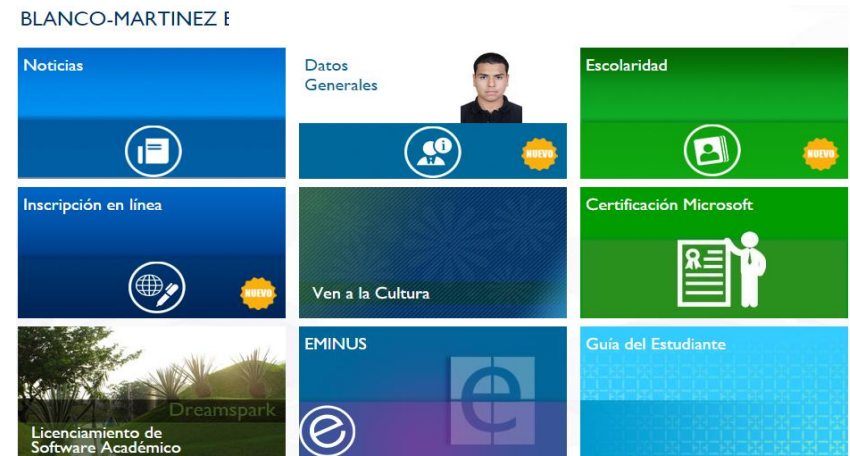 BLANCO-MARTINEZ E
Noticias
Datos
Generales
NUEVO
Escolaridad
NUEVO
Inscripción en línea
NUEVO
Ven a la Cultura
Certificación Microsoft
Dreamspark
Licenciamiento de
Software Académico
EMINUS
e
e
Guía del Estudiante